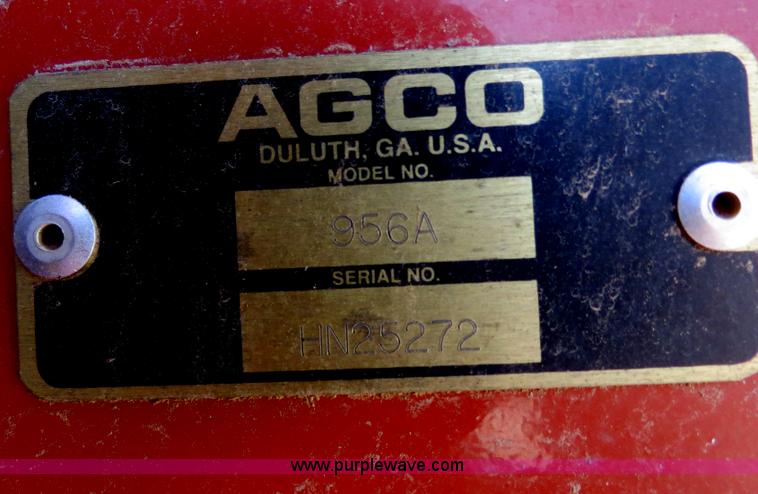 AGCO
DULUTH, GA. U.S.A.
MODEL NO.
956A
SERIAL NO.
HN25272
www.purplewave.com